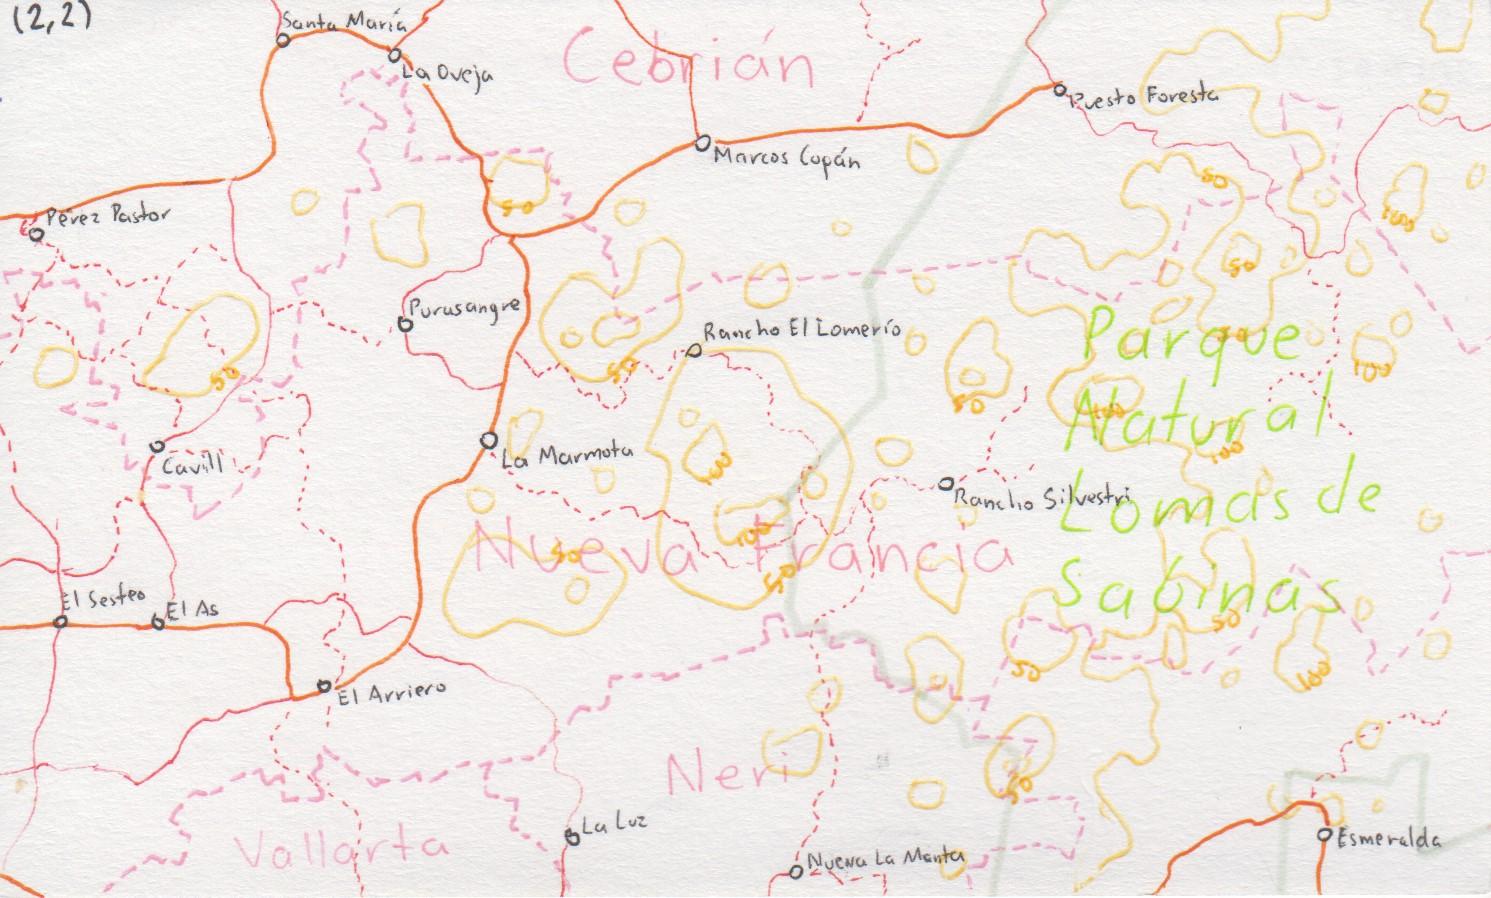 (2,2)
Santa María
La Oveja
Cebrián
Puesto Foresta
Marcos Copán
50
50
Pérez Pastor
100
50
Purasangre
Rancho El Lomerío
50
Parque
Natural
Lomas de
Sabinas
50
50
100
50
100
100
La Marmota
Cavill
100
Rancho Silvestri
100
Nueva Francia
50
50
El Sesteo
El As
50
50
100
El Arriero
Neri
50
La Luz
Vallarta
Nueva La Manta
Esmeralda